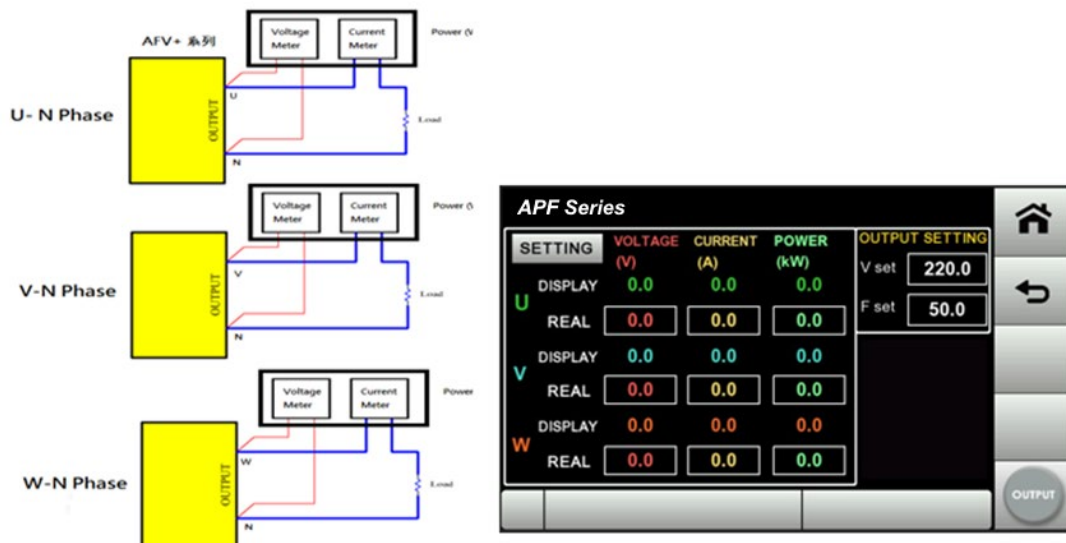 AFV+ 系列
Voltage Meter
Current Meter
Power (
U- N Phase
OUTPUT
U
Load
N
Voltage Meter
Current Meter
Power (
V-N Phase
OUTPUT
V
Load
N
Voltage Meter
Current Meter
Power
W-N Phase
OUTPUT
W
Load
N
APF Series
SETTING VOLTAGE (V) CURRENT (A) POWER (kW)
U
DISPLAY 0.0 0.0 0.0
REAL 0.0 0.0 0.0
V
DISPLAY 0.0 0.0 0.0
REAL 0.0 0.0 0.0
W
DISPLAY 0.0 0.0 0.0
REAL 0.0 0.0 0.0
OUTPUT SETTING
V set 220.0
F set 50.0
OUTPUT